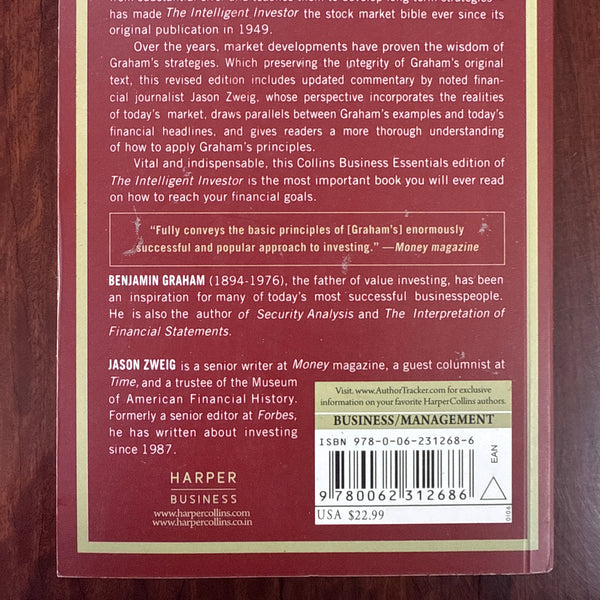 has made The Intelligent Investor the stock market bible ever since its
original publication in 1949.
Over the years, market developments have proven the wisdom of
Graham's strategies. Which preserving the integrity of Graham's original
text, this revised edition includes updated commentary by noted finan-
cial journalist Jason Zweig, whose perspective incorporates the realities
of today's market, draws parallels between Graham's examples and today's
financial headlines, and gives readers a more thorough understanding
of how to apply Graham's principles.
Vital and indispensable, this Collins Business Essentials edition of
The Intelligent Investor is the most important book you will ever read
on how to reach your financial goals.
"Fully conveys the basic principles of [Graham's] enormously
successful and popular approach to investing." —Money magazine
BENJAMIN GRAHAM (1894-1976), the father of value investing, has been
an inspiration for many of today's most successful businesspeople.
He is also the author of Security Analysis and The Interpretation of
Financial Statements.
JASON ZWEIG is a senior writer at Money magazine, a guest columnist at
Time, and a trustee of the Museum
of American Financial History.
Formerly a senior editor at Forbes,
he has written about investing
since 1987.
HARPER
BUSINESS
www.harpercollins.com
www.harpercollins.co.in
Visit. www.AuthorTracker.com for exclusive
information on your favorite HarperCollins authors.
BUSINESS/MANAGEMENT
ISBN 978-0-06-231268-6
EAN
9 780062 312686
USA $22.99
0106